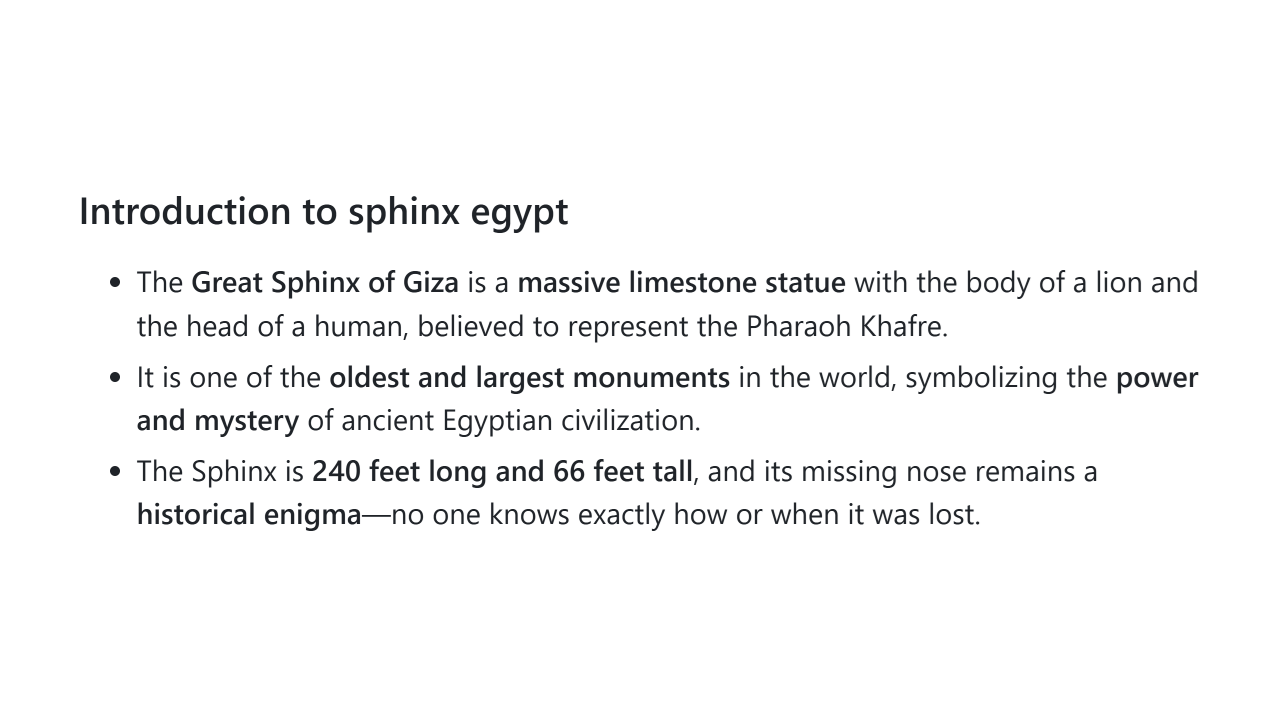 Introduction to sphinx egypt
• The Great Sphinx of Giza is a massive limestone statue with the body of a lion and
the head of a human, believed to represent the Pharaoh Khafre.
• It is one of the oldest and largest monuments in the world, symbolizing the power
and mystery of ancient Egyptian civilization.
• The Sphinx is 240 feet long and 66 feet tall, and its missing nose remains a
historical enigma—no one knows exactly how or when it was lost.